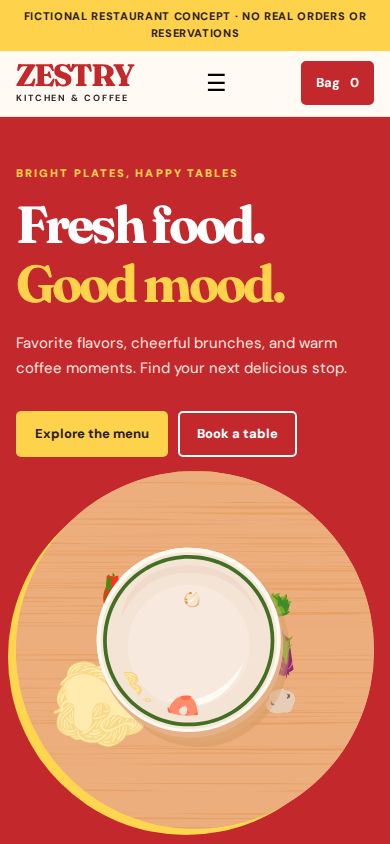 FICTIONAL RESTAURANT CONCEPT · NO REAL ORDERS OR
RESERVATIONS
ZESTRY
KITCHEN & COFFEE
Bag 0
BRIGHT PLATES, HAPPY TABLES
Fresh food.
Good mood.
Favorite flavors, cheerful brunches, and warm
coffee moments. Find your next delicious stop.
Explore the menu
Book a table